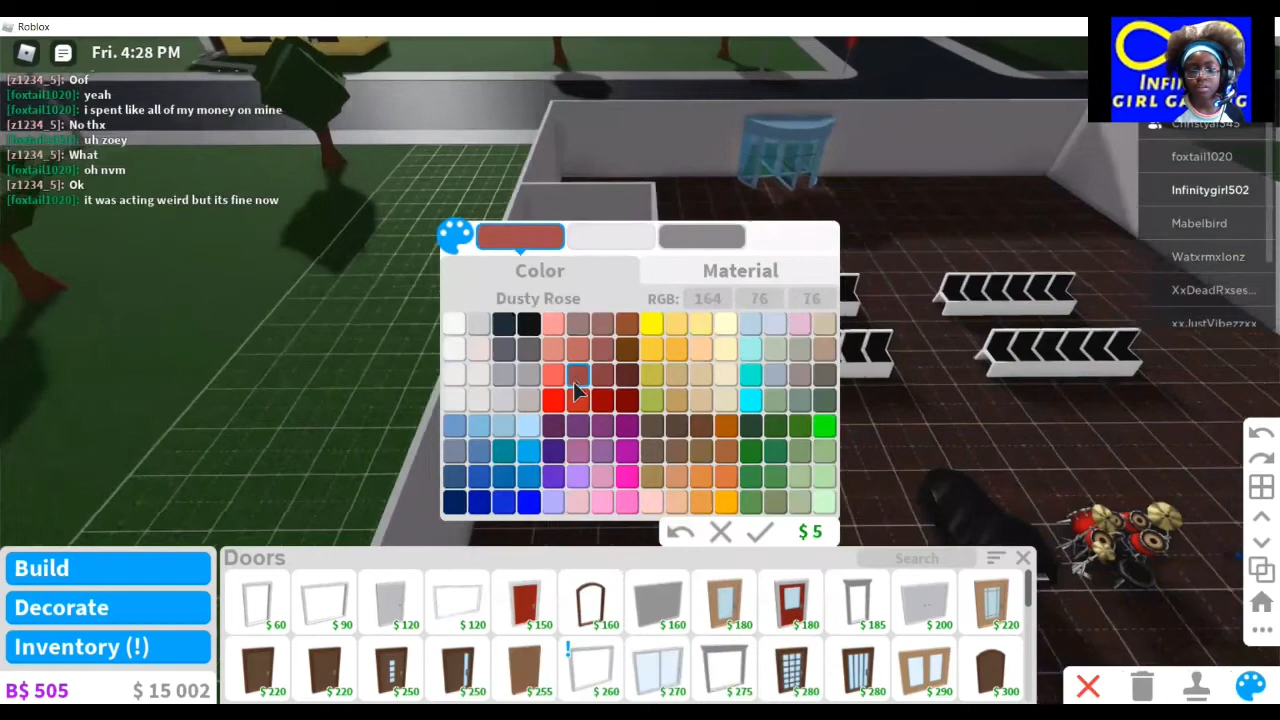 Roblox
Fri. 4:28 PM
[z1234_5]: Oof
[foxtail1020]: yeah
[foxtail1020]: i spent like all of my money on mine
[z1234_5]: No thx
[foxtail1020]: uh zoey
[z1234_5]: What
[foxtail1020]: oh nvm
[z1234_5]: Ok
[foxtail1020]: it was acting weird but its fine now
GIRL
foxtail1020
Infinitygirl502
Mabelbird
Watxrmxlonz
XxDeadRxses...
xxJustVibezzxx
Color
Material
Dusty Rose
RGB: 164 76 76
$ 5
Build
Decorate
Inventory (!)
B$ 505
$ 15 002
Doors
Search
$ 60 $ 90 $ 120 $ 120 $ 150 $ 160 $ 160 $ 180 $ 180 $ 185 $ 200 $ 220
! $ 220 $ 220 $ 250 $ 250 $ 255 $ 260 $ 270 $ 275 $ 280 $ 280 $ 290 $ 300